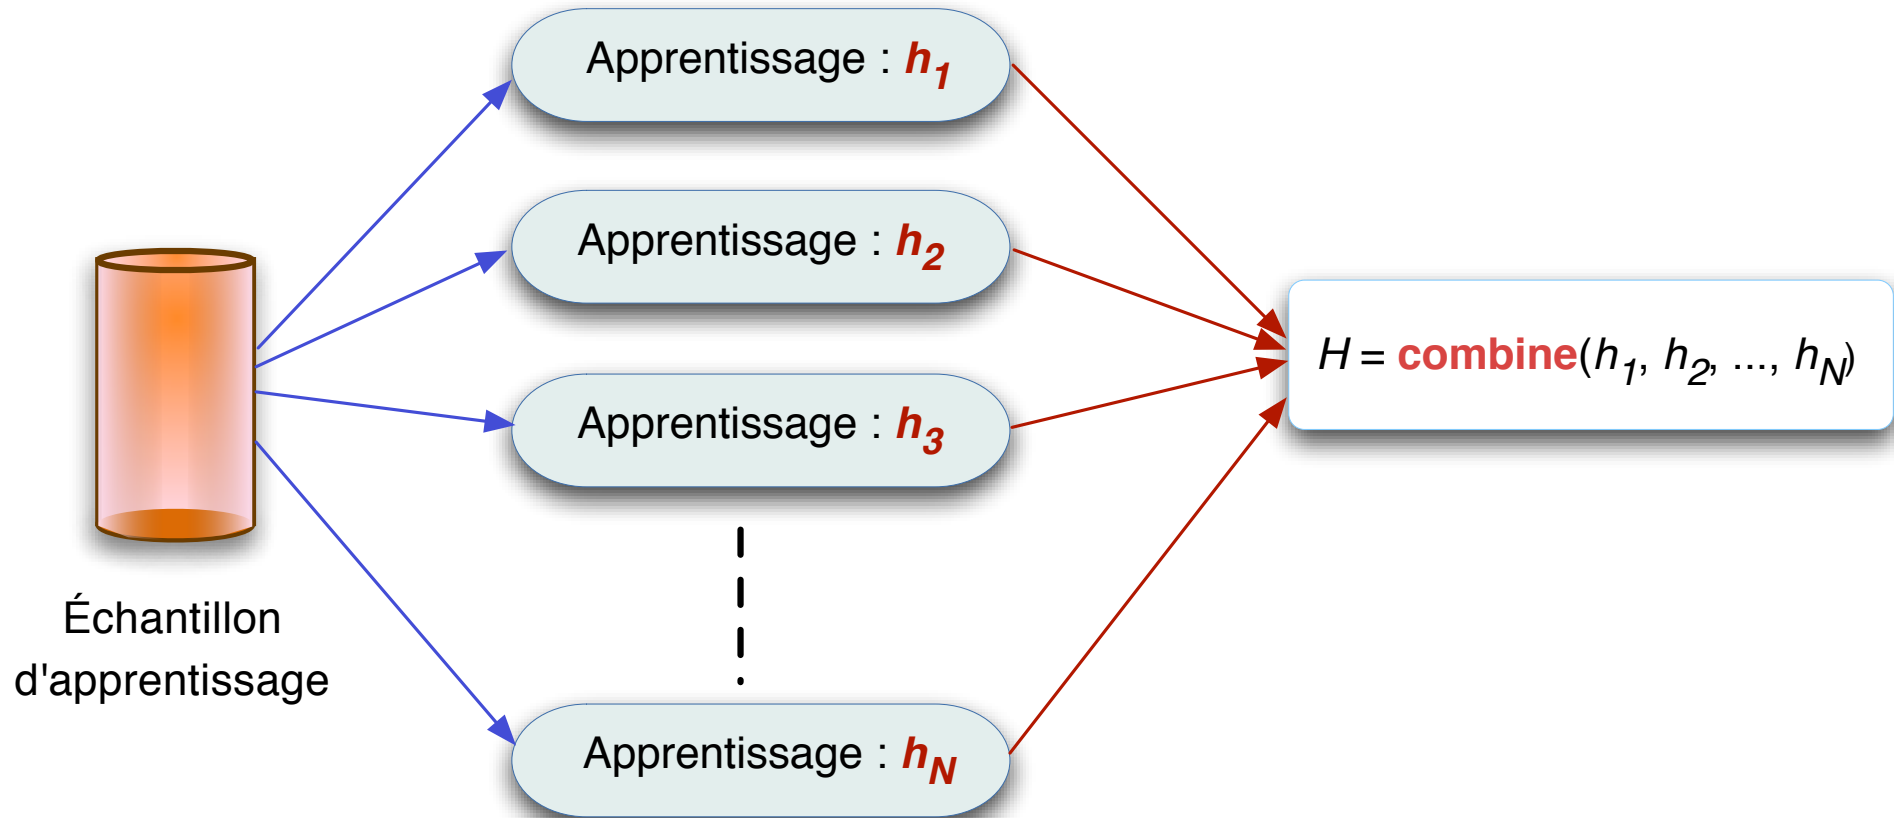 Apprentissage : h1
Apprentissage : h2
Apprentissage : h3
Apprentissage : hN
Échantillon
d'apprentissage
H = combine(h1, h2, ..., hN)